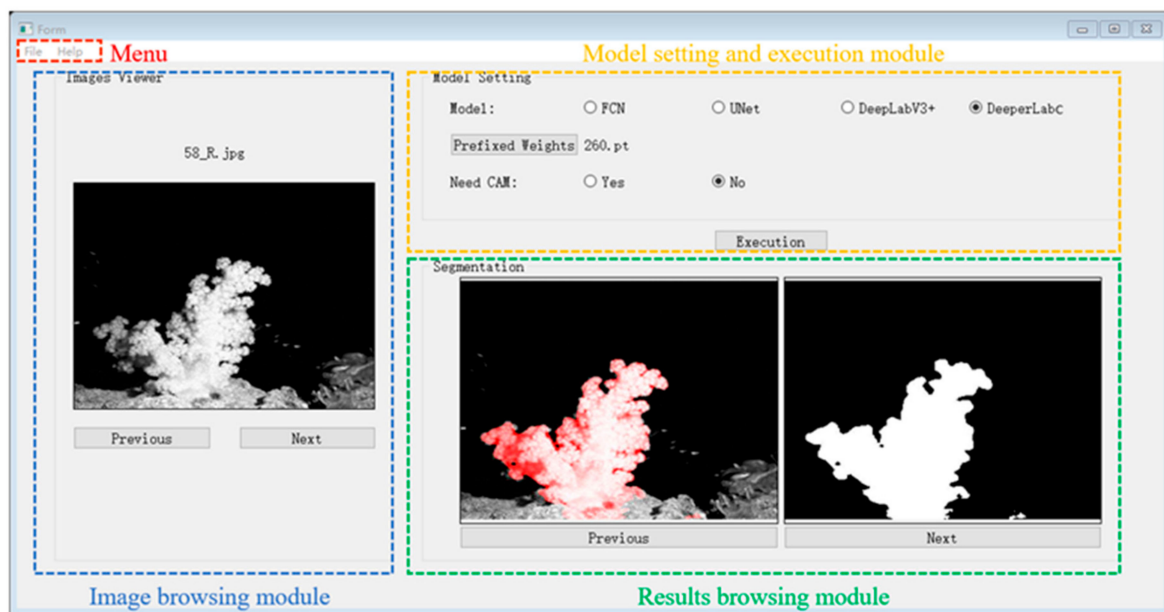 Form
File Help
Menu
Model setting and execution module
Images Viewer
58_R.jpg
Previous Next
Model Setting
Model: FCN UNet DeepLabV3+ DeeperLabC
Prefixed Weights 260.pt
Need CAM: Yes No
Execution
Segmentation
Previous Next
Image browsing module
Results browsing module